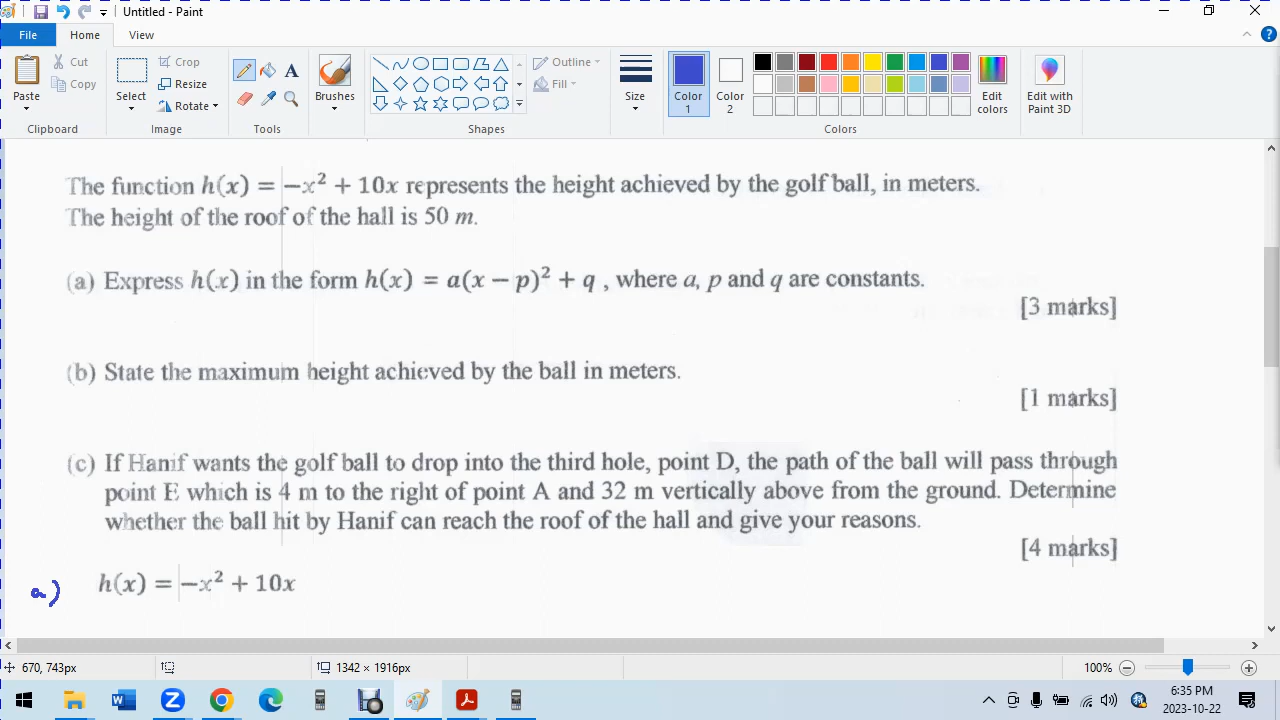 Untitled - Paint
File Home View
Paste Cut Copy Clipboard
Select Crop Resize Rotate Image
Tools
Brushes
Outline Fill Shapes
Size
Color 1 Color 2 Edit colors Colors
Edit with Paint 3D
The function h(x) = −x² + 10x represents the height achieved by the golf ball, in meters.
The height of the roof of the hall is 50 m.
(a) Express h(x) in the form h(x) = a(x − p)² + q , where a, p and q are constants.
[3 marks]
(b) State the maximum height achieved by the ball in meters.
[1 marks]
(c) If Hanif wants the golf ball to drop into the third hole, point D, the path of the ball will pass through
point E which is 4 m to the right of point A and 32 m vertically above from the ground. Determine
whether the ball hit by Hanif can reach the roof of the hall and give your reasons.
[4 marks]
a) h(x) = −x² + 10x
670, 743px 1342 × 1916px 100%
6:35 PM
2023-10-22